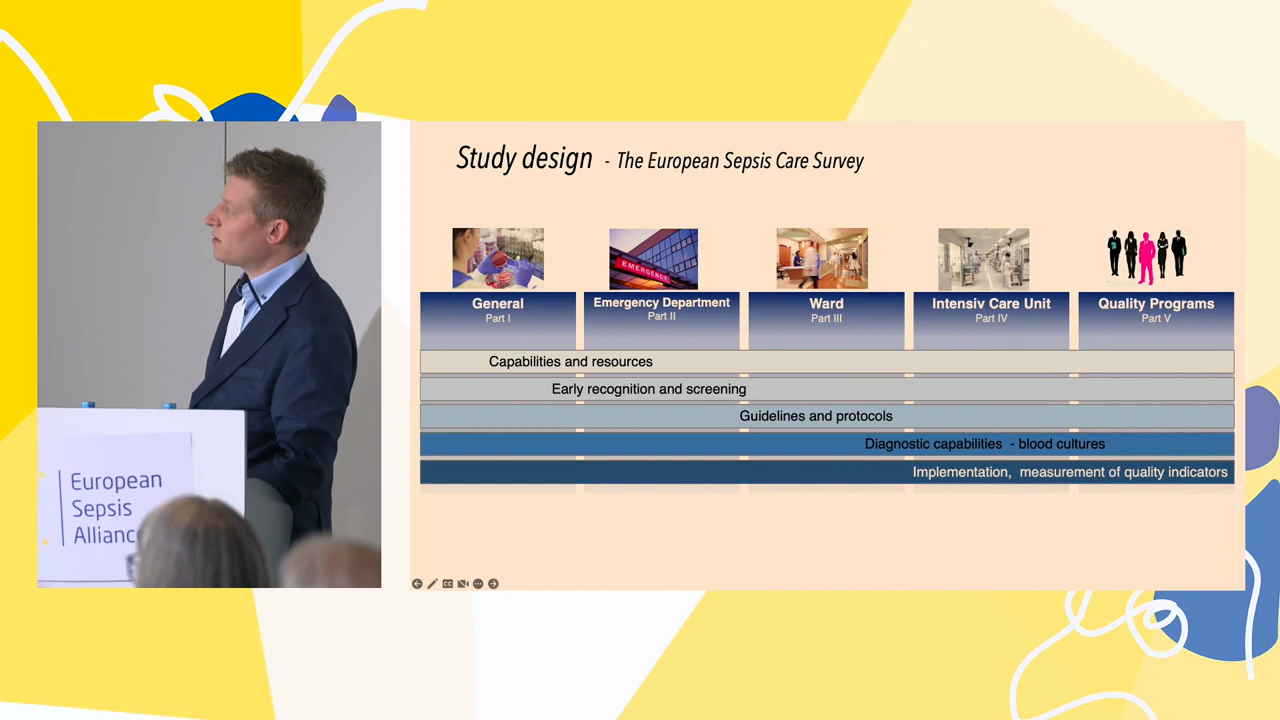 Study design - The European Sepsis Care Survey
EMERGENCY
General
Part I
Emergency Department
Part II
Ward
Part III
Intensiv Care Unit
Part IV
Quality Programs
Part V
Capabilities and resources
Early recognition and screening
Guidelines and protocols
Diagnostic capabilities - blood cultures
Implementation, measurement of quality indicators
European
Sepsis
Allianc
CC